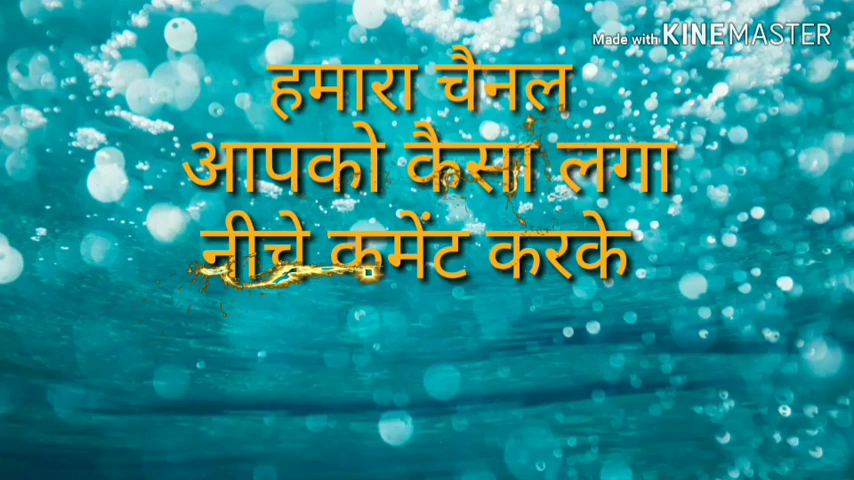 Made with KINEMASTER
हमारा चैनल
आपको कैसा लगा
नीचे कमेंट करके